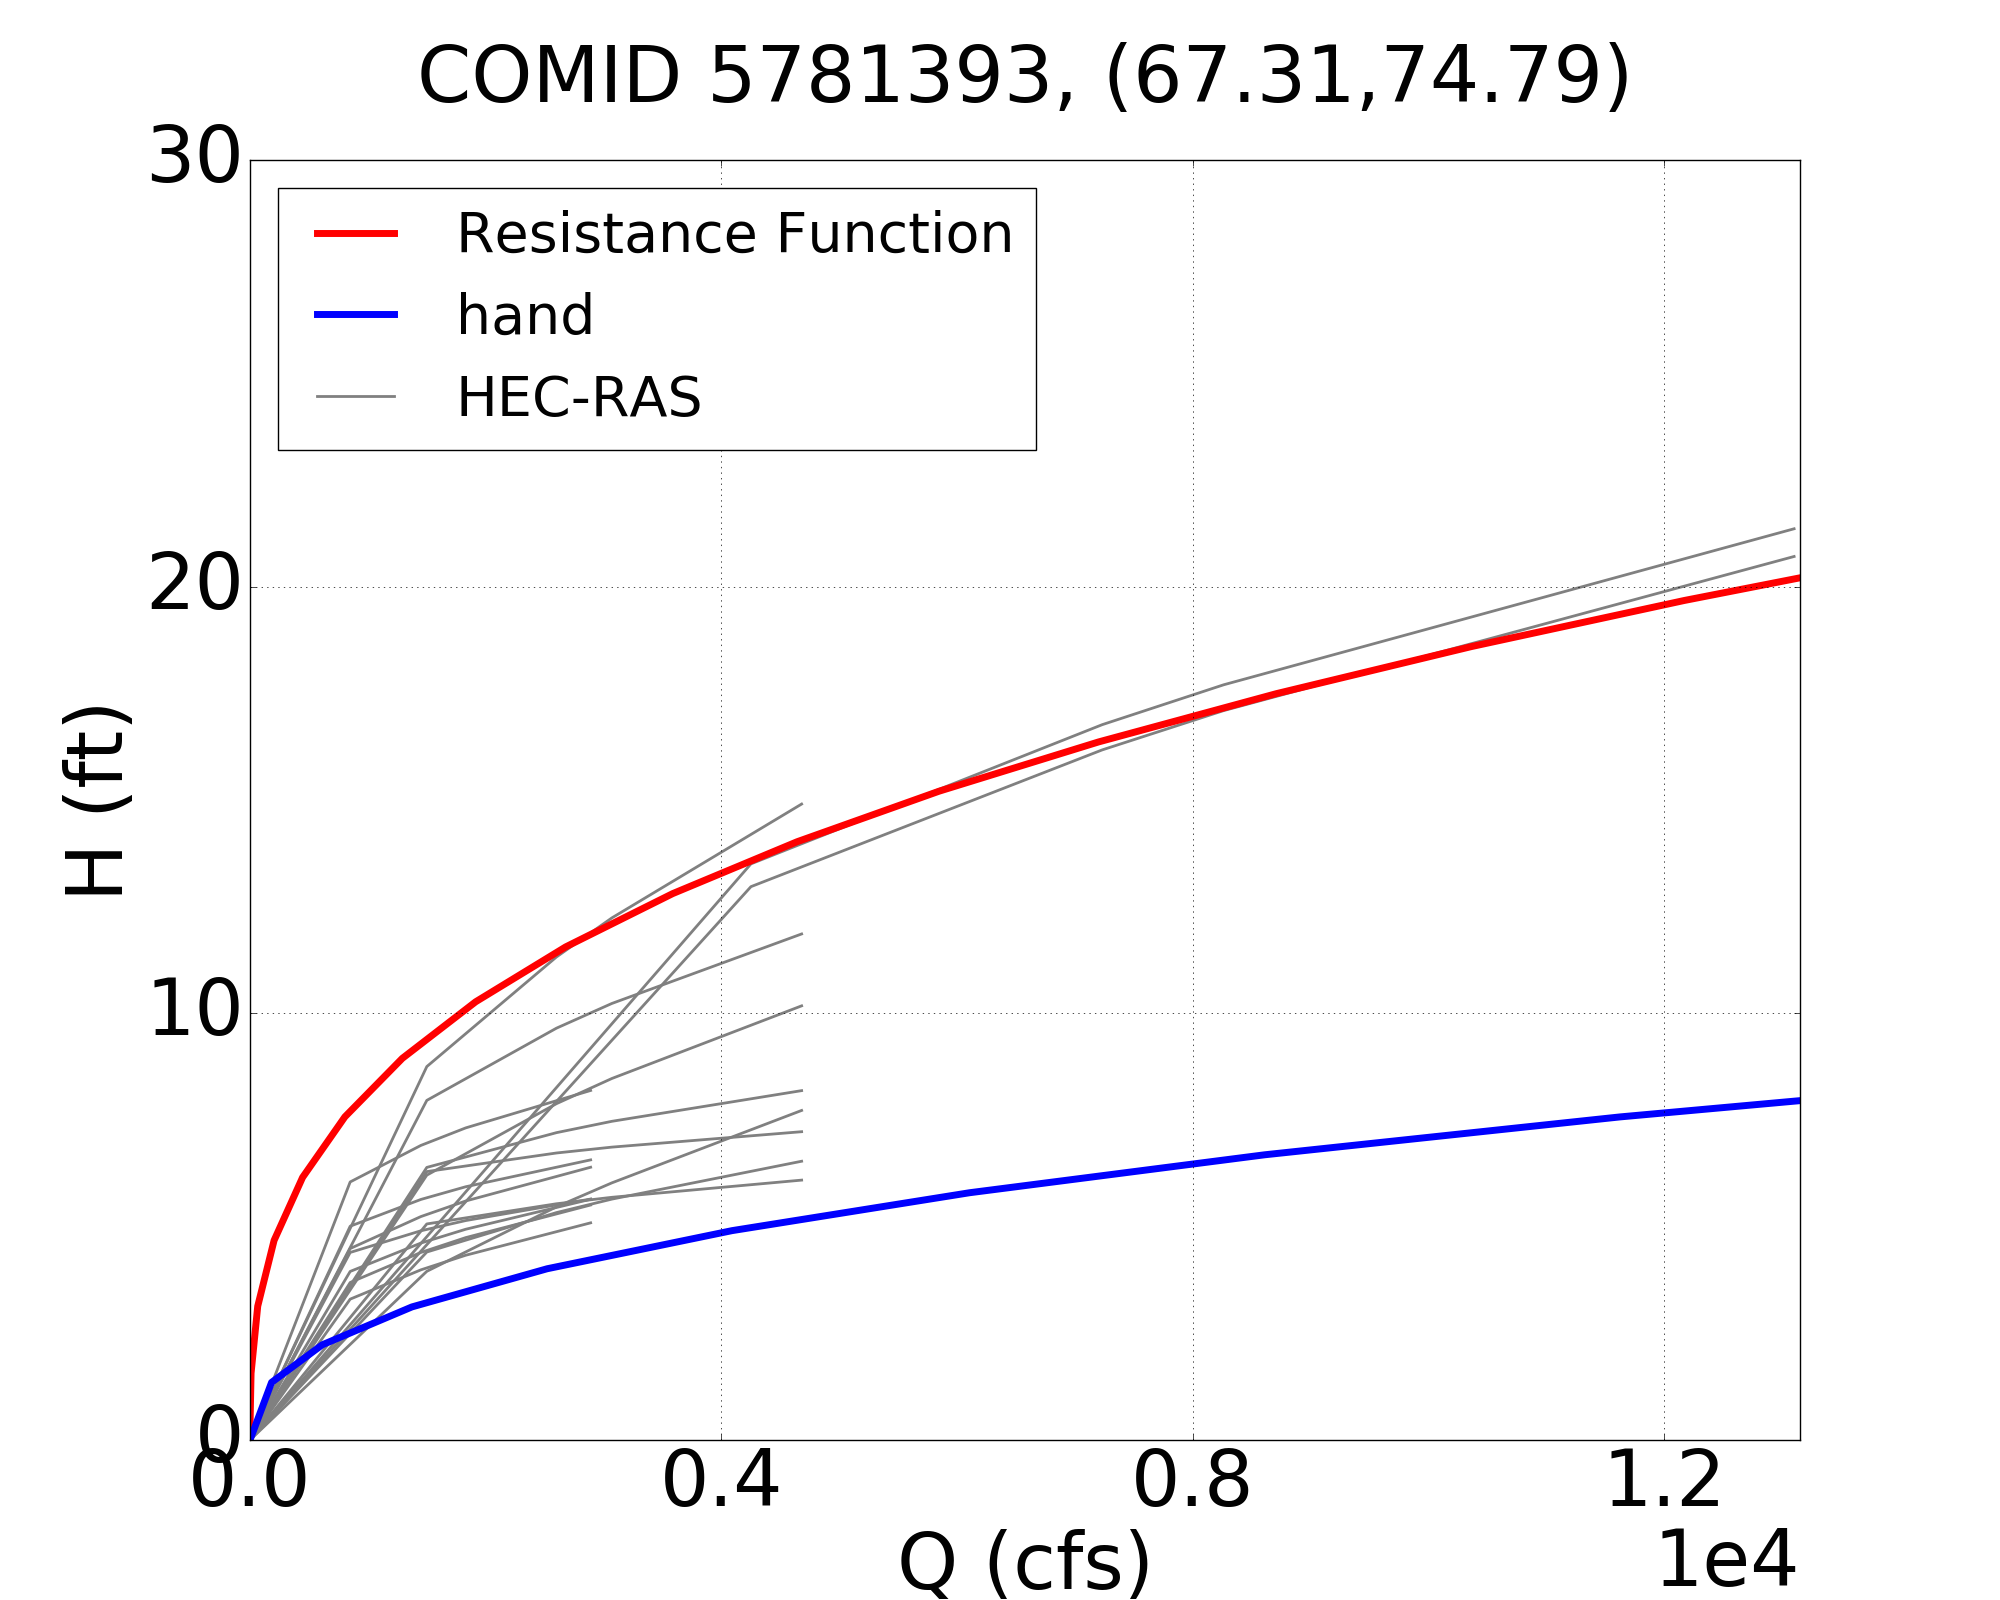 COMID 5781393, (67.31,74.79)
30
Resistance Function
hand
HEC-RAS
20
H (ft)
10
0
0.0 0.4 0.8 1.2
Q (cfs) 1e4